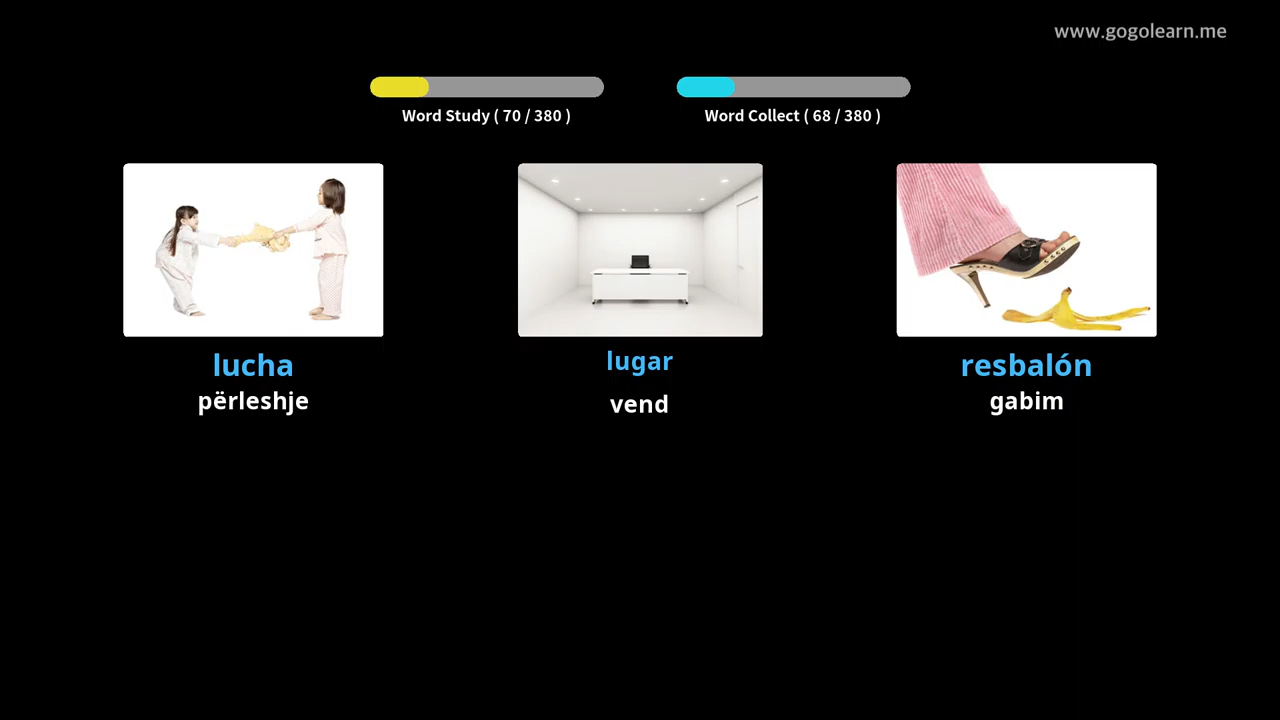 www.gogolearn.me
Word Study ( 70 / 380 )
Word Collect ( 68 / 380 )
lucha
përleshje
lugar
vend
resbalón
gabim